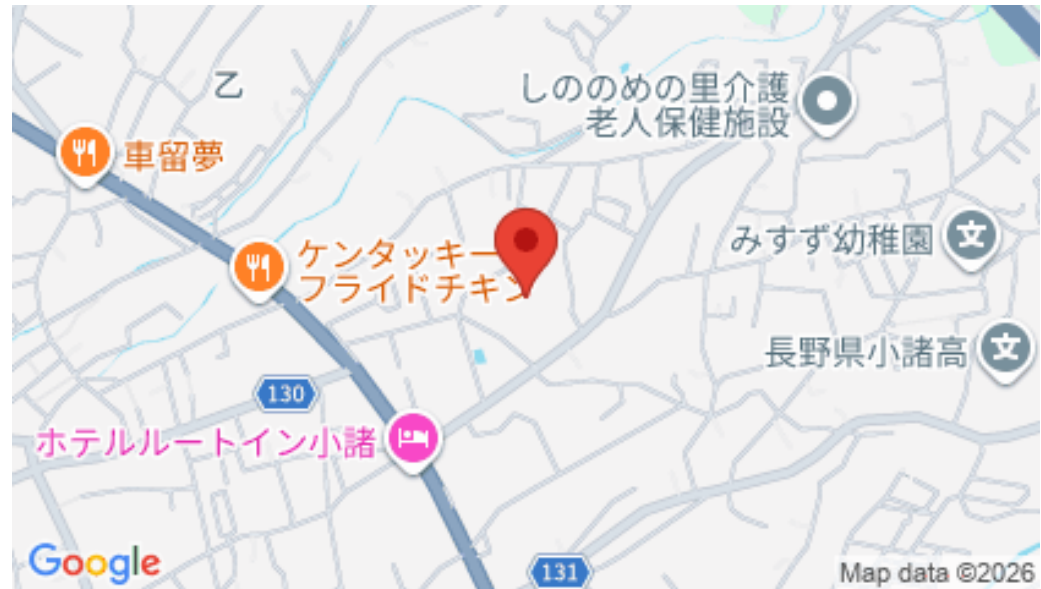 乙
しののめの里介護
老人保健施設
車留夢
みすず幼稚園
ケンタッキー
フライドチキン
長野県小諸高
130
ホテルルートイン小諸
131
Google
Map data ©2026